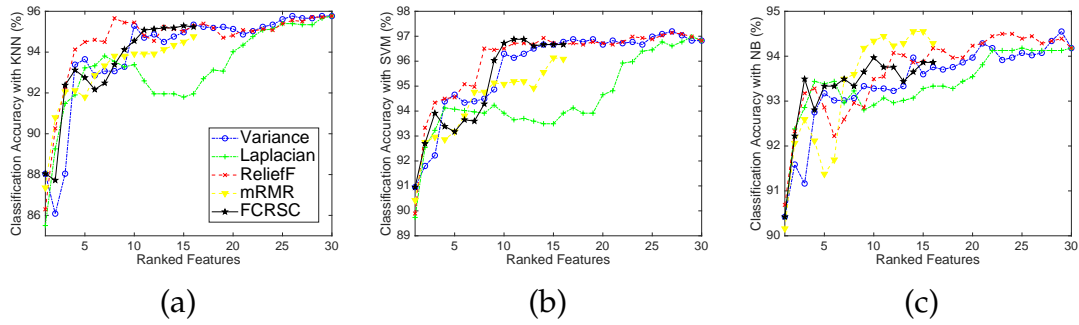 Classification Accuracy with KNN (%)
96
94
92
90
88
86
5
10
15
20
25
30
Ranked Features
Variance
Laplacian
ReliefF
mRMR
FCRSC
(a)
Classification Accuracy with SVM (%)
98
97
96
95
94
93
92
91
90
89
5
10
15
20
25
30
Ranked Features
(b)
Classification Accuracy with NB (%)
95
94
93
92
91
90
5
10
15
20
25
30
Ranked Features
(c)